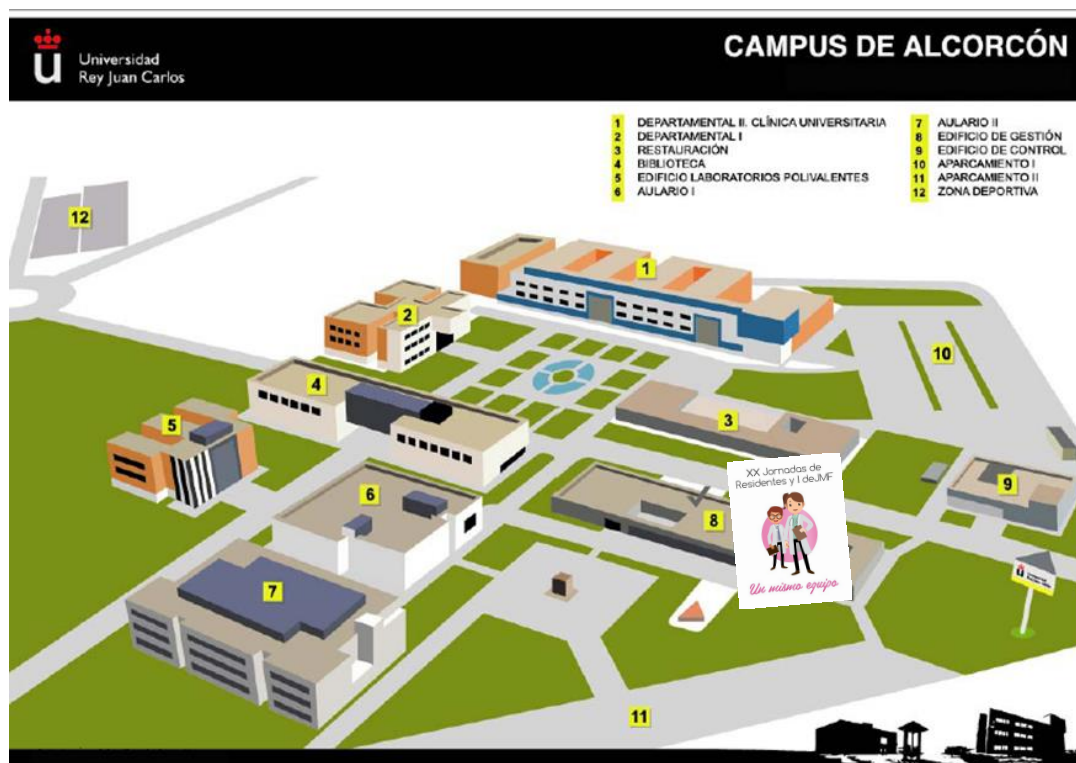 Universidad
Rey Juan Carlos
CAMPUS DE ALCORCÓN
1 DEPARTAMENTAL II. CLÍNICA UNIVERSITARIA
2 DEPARTAMENTAL I
3 RESTAURACIÓN
4 BIBLIOTECA
5 EDIFICIO LABORATORIOS POLIVALENTES
6 AULARIO I
7 AULARIO II
8 EDIFICIO DE GESTIÓN
9 EDIFICIO DE CONTROL
10 APARCAMIENTO I
11 APARCAMIENTO II
12 ZONA DEPORTIVA
12
1
2
10
4
3
5
9
6
8
7
11
XX Jornadas de
Residentes y I deJMF
Un mismo equipo